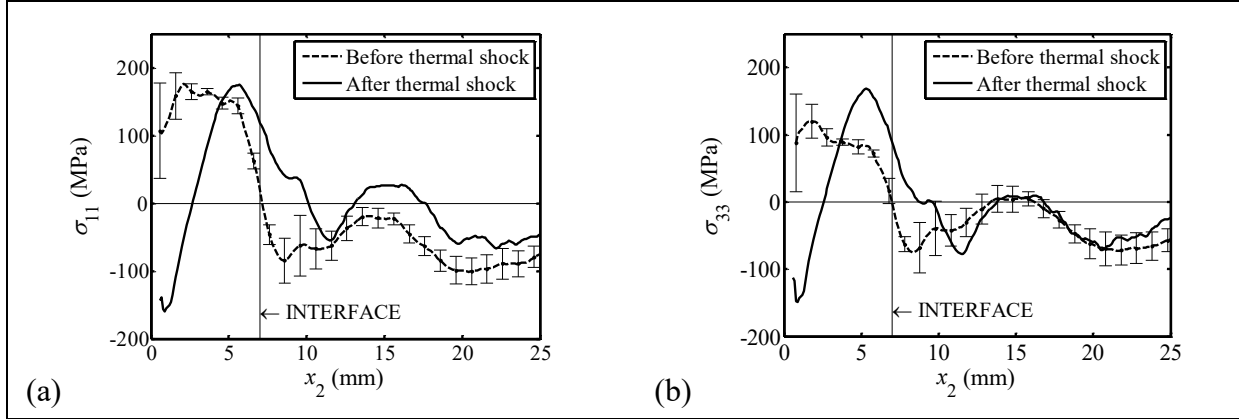 Before thermal shock
After thermal shock
200
100
0
-100
-200
σ11 (MPa)
← INTERFACE
0 5 10 15 20 25
x2 (mm)
(a)
Before thermal shock
After thermal shock
200
100
0
-100
-200
σ33 (MPa)
← INTERFACE
0 5 10 15 20 25
x2 (mm)
(b)